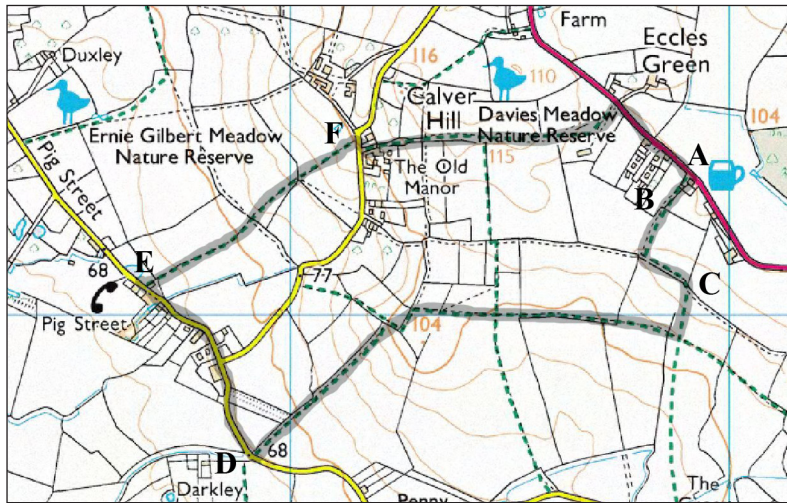 Farm
Duxley
116
110
Eccles
Green
Calver
Hill
Davies Meadow
Nature Reserve
104
Ernie Gilbert Meadow
Nature Reserve
F
115
The Old
Manor
A
B
Pig Street
68
E
77
C
Pig Street
104
D
68
Darkley
Penny
The